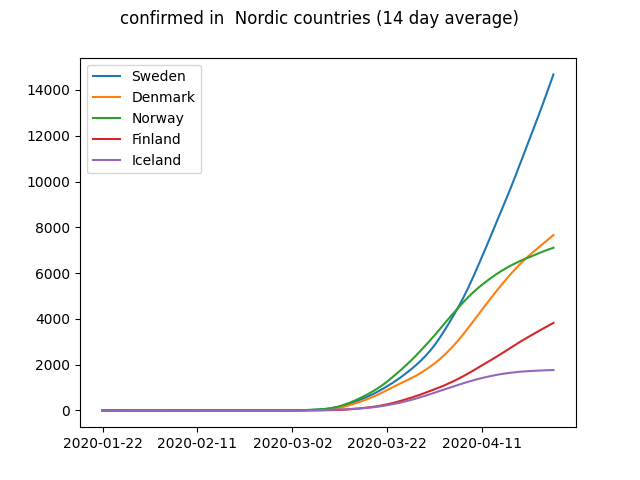 confirmed in  Nordic countries (14 day average)
Sweden
Denmark
Norway
Finland
Iceland
14000
12000
10000
8000
6000
4000
2000
0
2020-01-22 2020-02-11 2020-03-02 2020-03-22 2020-04-11